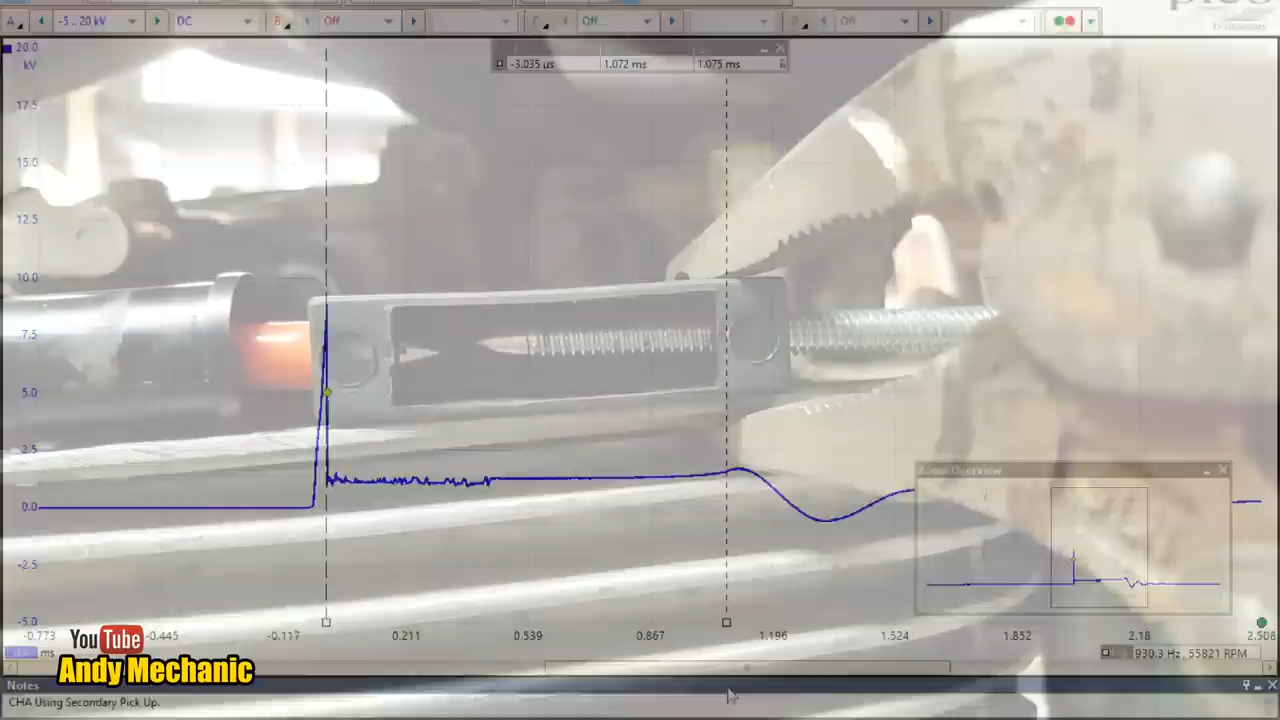 A -5.. 20 kV DC B Off C Off D Off
pico
Technology
20.0
kV
-3.035 µs 1.072 ms 1.075 ms
17.5
15.0
12.5
10.0
7.5
5.0
2.5
0.0
-2.5
-5.0
Zoom Overview
-0.773 -0.445 -0.117 0.211 0.539 0.867 1.196 1.524 1.852 2.18 2.508
ms
930.3 Hz, 55821 RPM
YouTube
Andy Mechanic
Notes
CHA Using Secondary Pick Up.